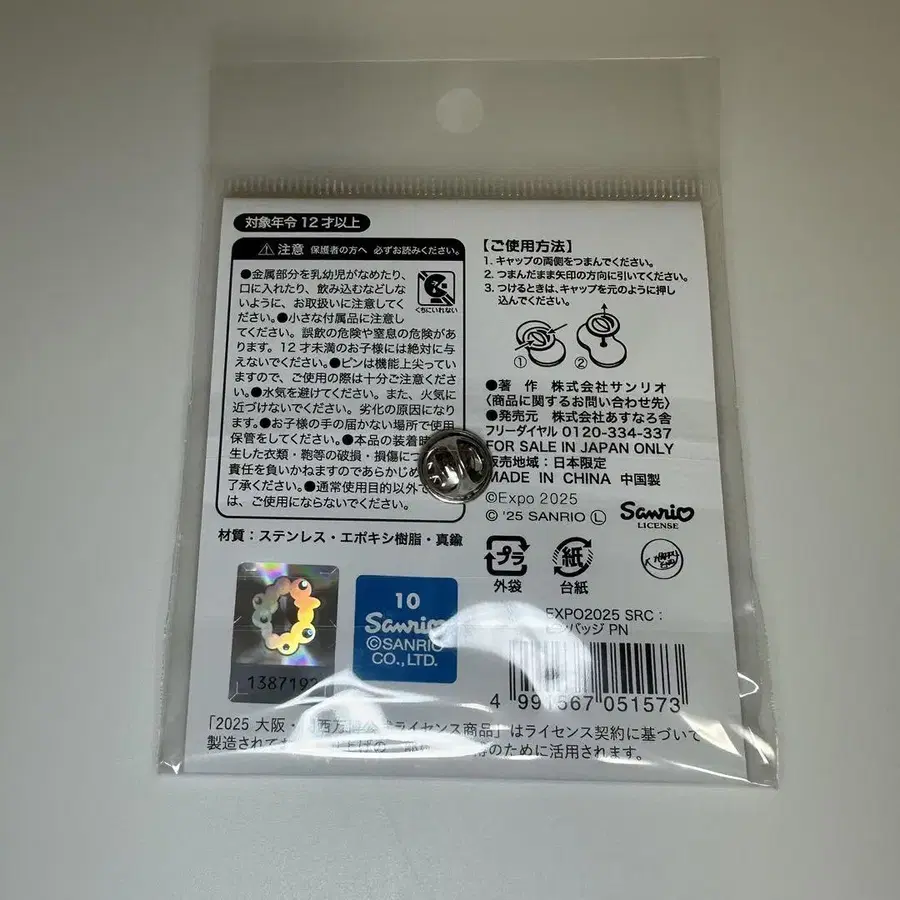 対象年令 12 才以上
⚠注意 保護者の方へ 必ずお読みください。
●金属部分を乳幼児がなめたり、
口に入れたり、飲み込むなどしな
いように、お取扱いに注意してく
ださい。●小さな付属品に注意し
てください。誤飲の危険や窒息の危険があ
ります。12 才未満のお子様には絶対に与
えないでください。●ピンは機能上尖ってい
ますので、ご使用の際は十分ご注意くださ
い。●水気を避けてください。また、火気に
近づけないでください。劣化の原因になりま
す。●お子様の手の届かない場所で使用
保管をしてください。●本品の装着時
生した衣類・鞄等の破損・損傷につ
責任を負いかねますのであらかじめ
了承ください。●通常使用目的以外で
は、ご使用にならないでください。
くちにいれない
材質：ステンレス・エポキシ樹脂・真鍮
【ご使用方法】
1. キャップの両側をつまんでください。
2. つまんだまま矢印の方向に引いてください。
3. つけるときは、キャップを元のように押し
込んでください。
① ②
●著 作 株式会社サンリオ
〈商品に関するお問い合わせ先〉
●発売元 株式会社あすなろ舎
フリーダイヤル 0120-334-337
FOR SALE IN JAPAN ONLY
販売地域：日本限定
MADE IN CHINA 中国製
©Expo 2025
© '25 SANRIO Ⓛ
Sanrio
LICENSE
プラ
外袋
紙
台紙
10
Sanrio
©SANRIO
CO.,LTD.
EXPO2025 SRC：
ピンバッジ PN
4 991567 051573
「2025 大阪・関西万博公式ライセンス商品」はライセンス契約に基づいて
製造されて
のために活用されます。